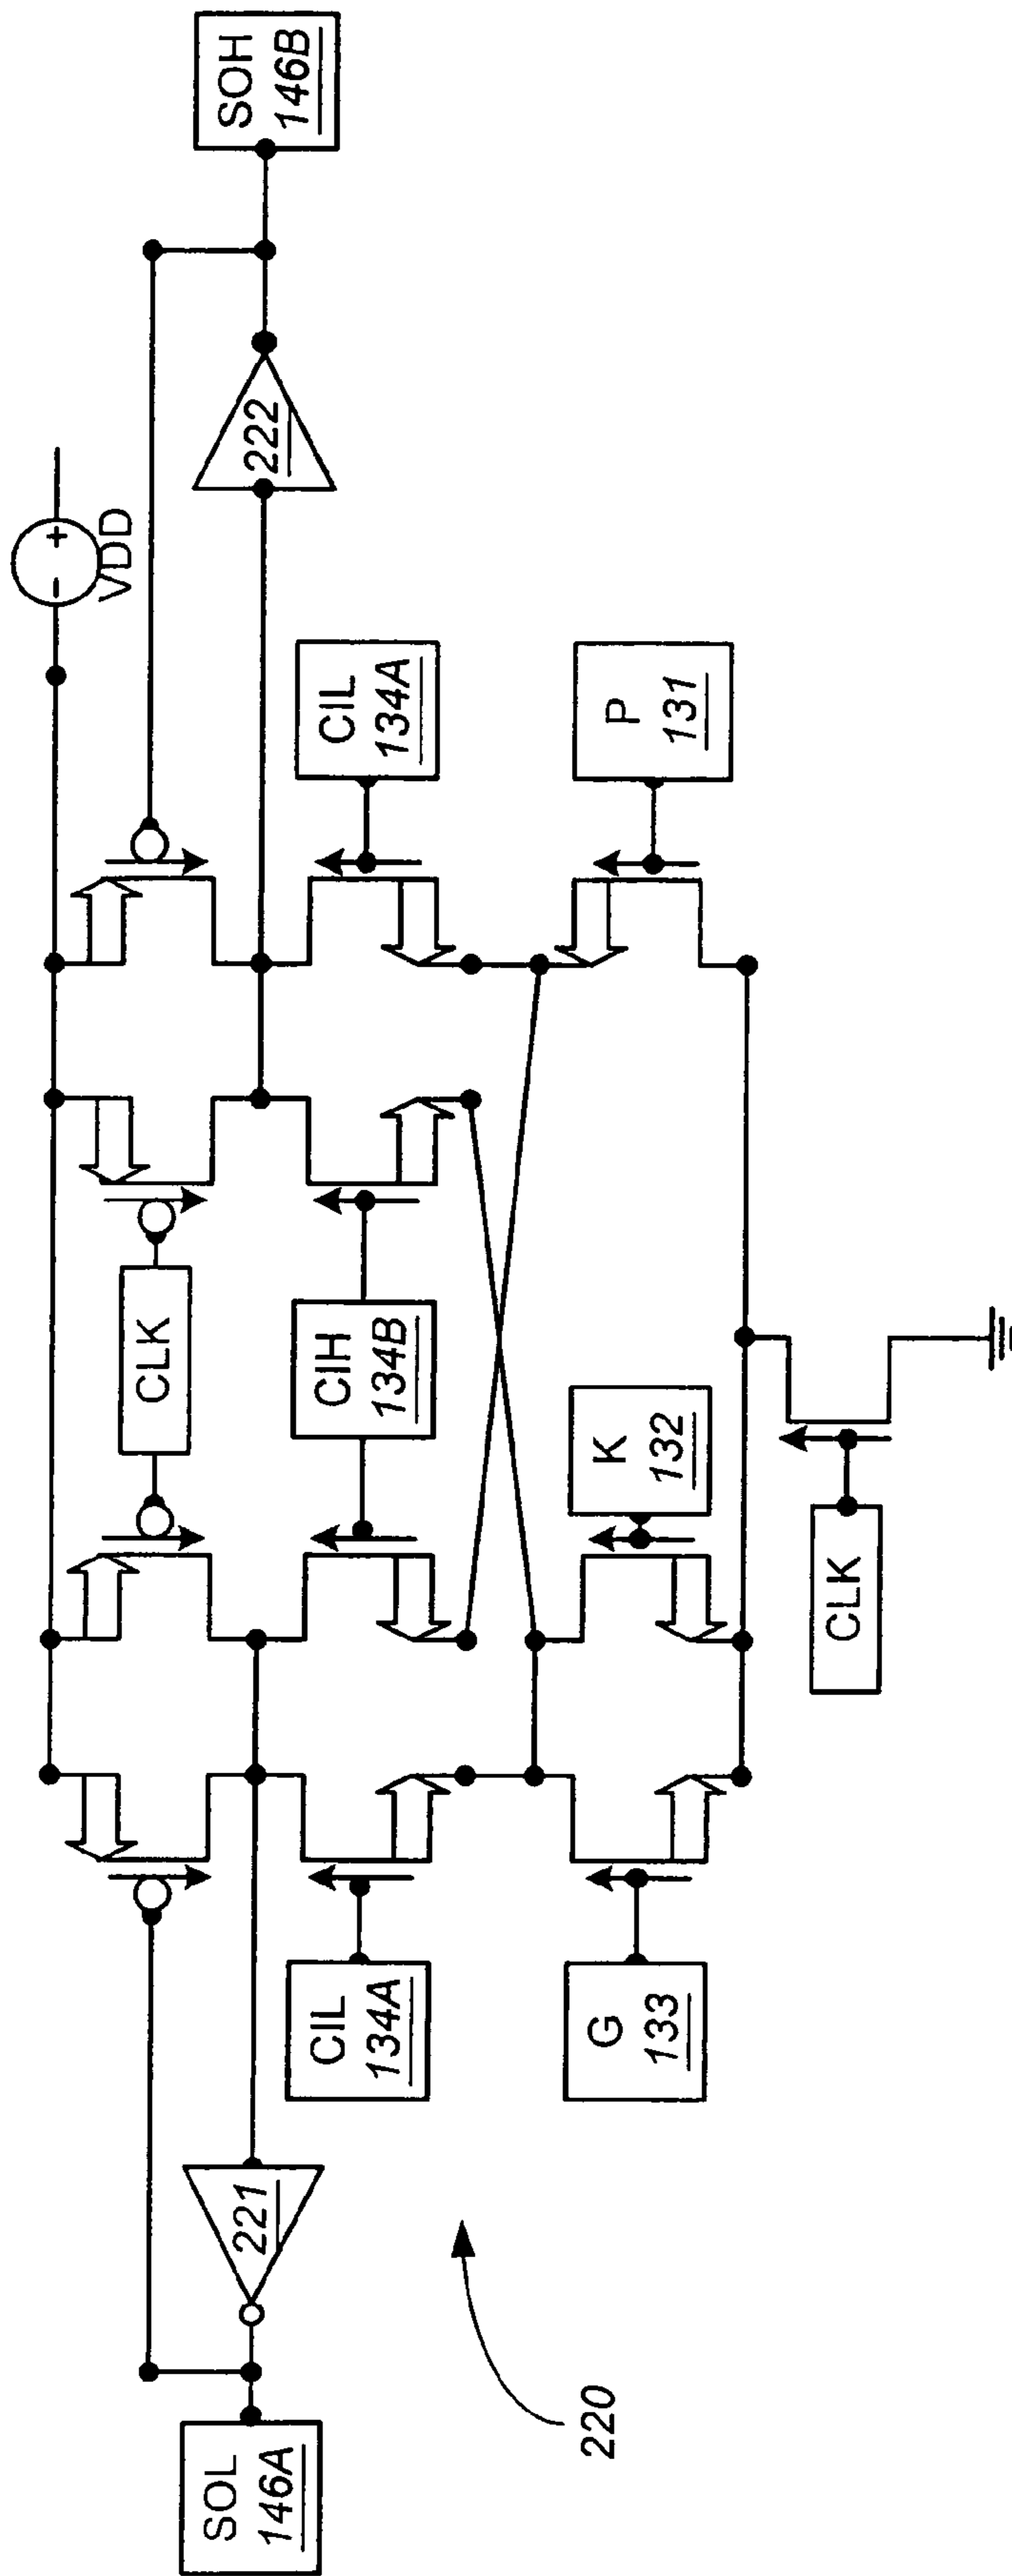 SOL
146A
221
220
CIL
134A
G
133
CLK
CIH
134B
K
132
CLK
VDD
- +
CIL
134A
P
131
222
SOH
146B